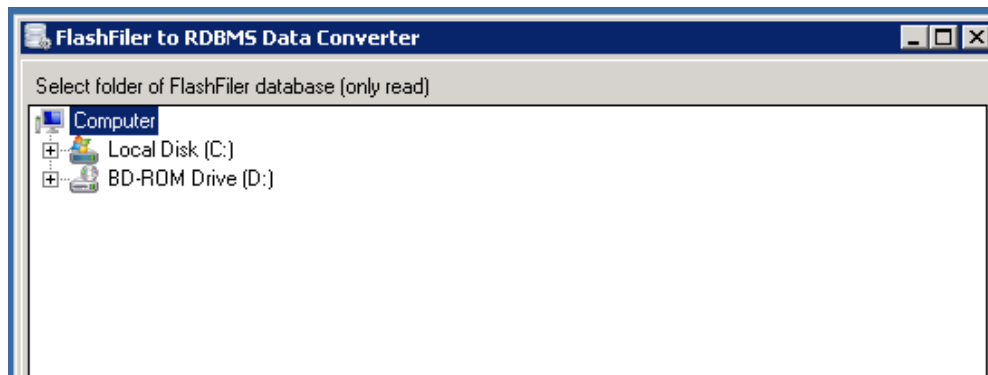 FlashFiler to RDBMS Data Converter
Select folder of FlashFiler database (only read)
Computer
Local Disk (C:)
BD-ROM Drive (D:)